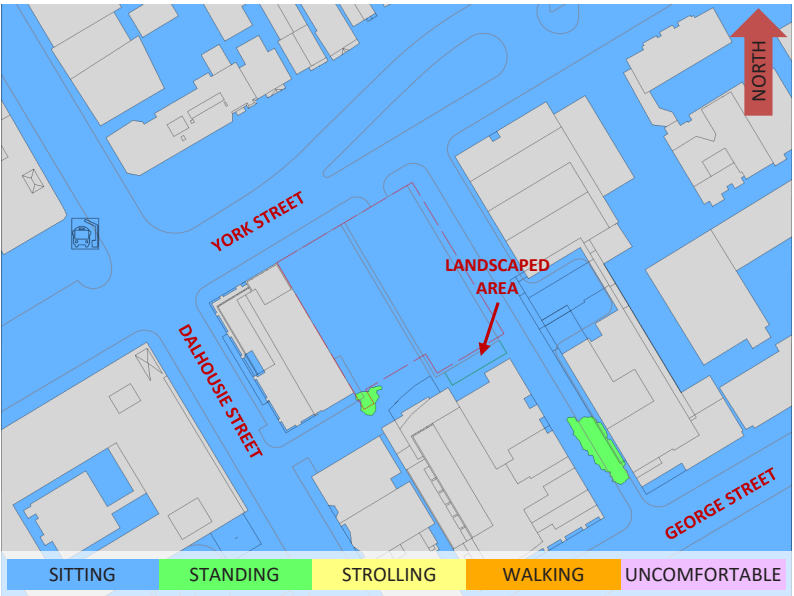 NORTH
YORK STREET
LANDSCAPED
AREA
DALHOUSIE STREET
GEORGE STREET
SITTING STANDING STROLLING WALKING UNCOMFORTABLE